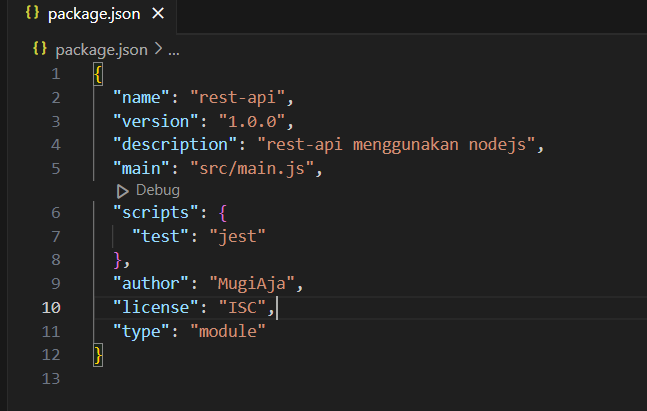 {} package.json ×
{} package.json > ...
1 {
2 "name": "rest-api",
3 "version": "1.0.0",
4 "description": "rest-api menggunakan nodejs",
5 "main": "src/main.js",
Debug
6 "scripts": {
7 "test": "jest"
8 },
9 "author": "MugiAja",
10 "license": "ISC",
11 "type": "module"
12 }
13